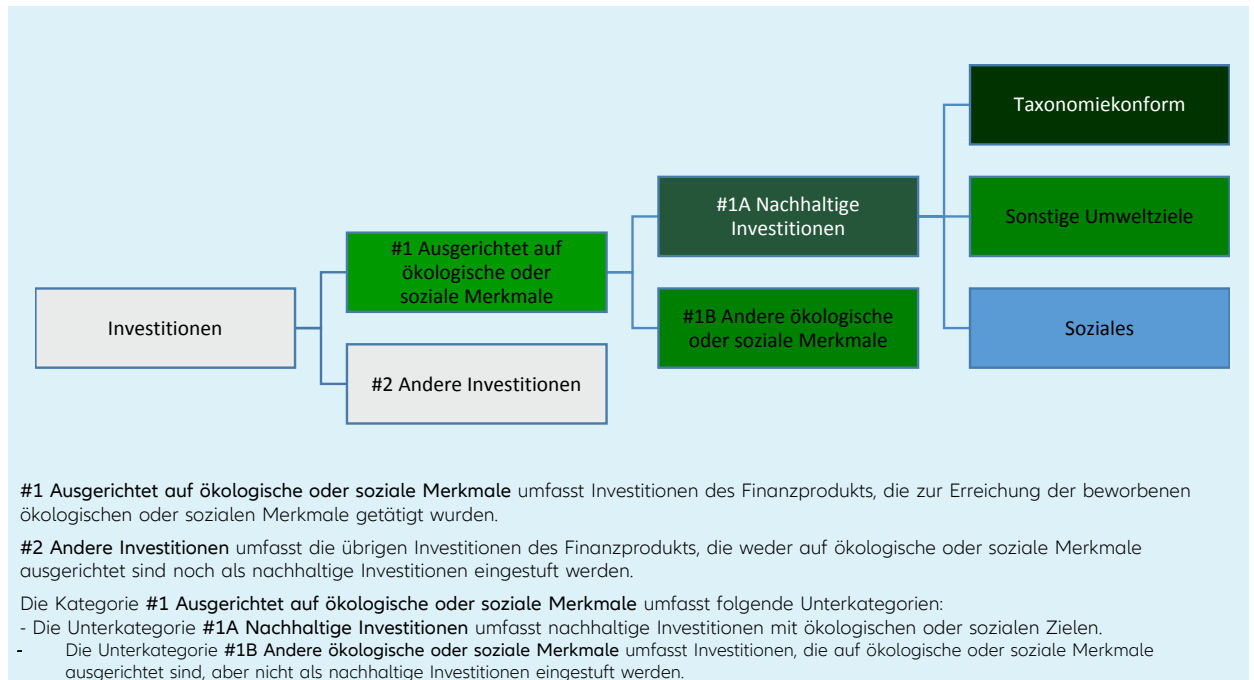 Taxonomiekonform
#1A Nachhaltige
Investitionen
Sonstige Umweltziele
#1 Ausgerichtet auf
ökologische oder
soziale Merkmale
Investitionen
#1B Andere ökologische
oder soziale Merkmale
Soziales
#2 Andere Investitionen
#1 Ausgerichtet auf ökologische oder soziale Merkmale umfasst Investitionen des Finanzprodukts, die zur Erreichung der beworbenen
ökologischen oder sozialen Merkmale getätigt wurden.
#2 Andere Investitionen umfasst die übrigen Investitionen des Finanzprodukts, die weder auf ökologische oder soziale Merkmale
ausgerichtet sind noch als nachhaltige Investitionen eingestuft werden.
Die Kategorie #1 Ausgerichtet auf ökologische oder soziale Merkmale umfasst folgende Unterkategorien:
- Die Unterkategorie #1A Nachhaltige Investitionen umfasst nachhaltige Investitionen mit ökologischen oder sozialen Zielen.
- Die Unterkategorie #1B Andere ökologische oder soziale Merkmale umfasst Investitionen, die auf ökologische oder soziale Merkmale
ausgerichtet sind, aber nicht als nachhaltige Investitionen eingestuft werden.